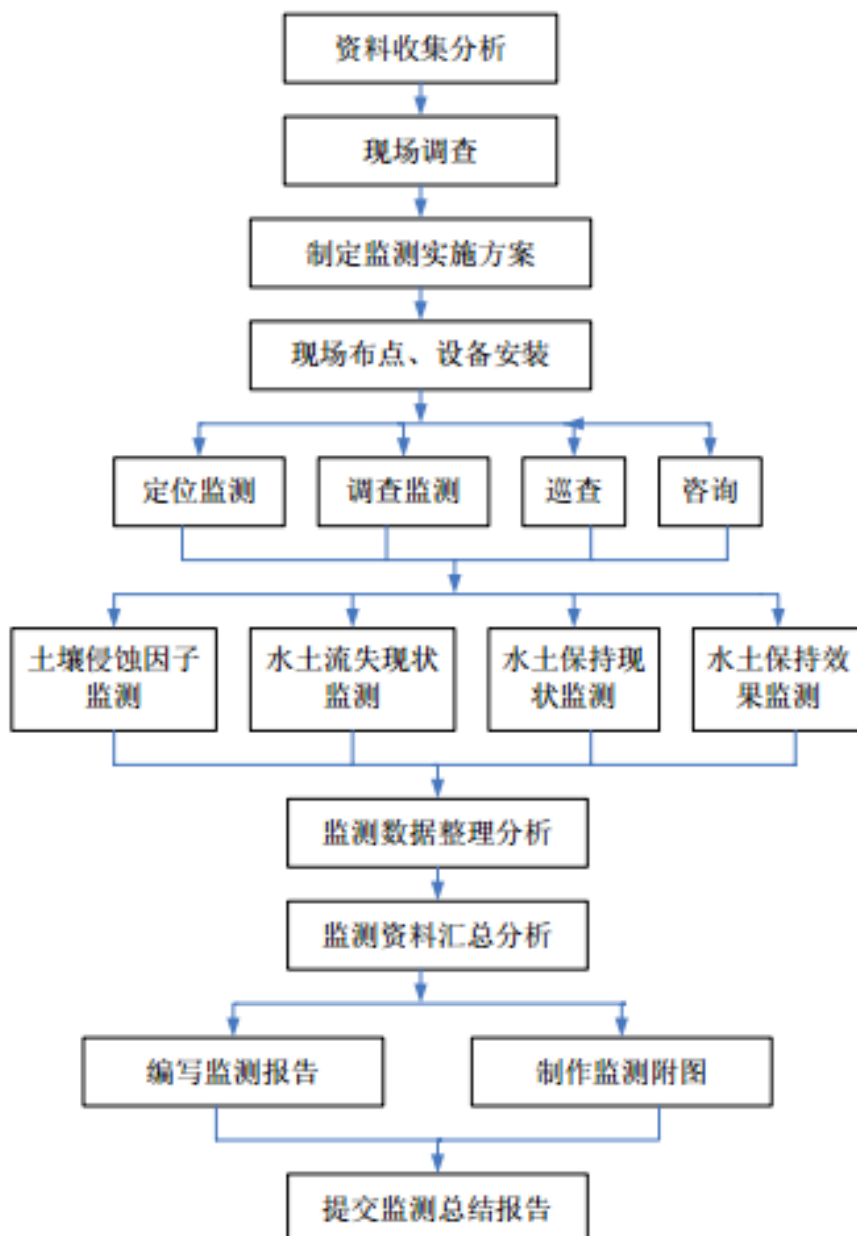 资料收集分析
现场调查
制定监测实施方案
现场布点、设备安装
定位监测
调查监测
巡查
咨询
土壤侵蚀因子
监测
水土流失现状
监测
水土保持现
状监测
水土保持效
果监测
监测数据整理分析
监测资料汇总分析
编写监测报告
制作监测附图
提交监测总结报告